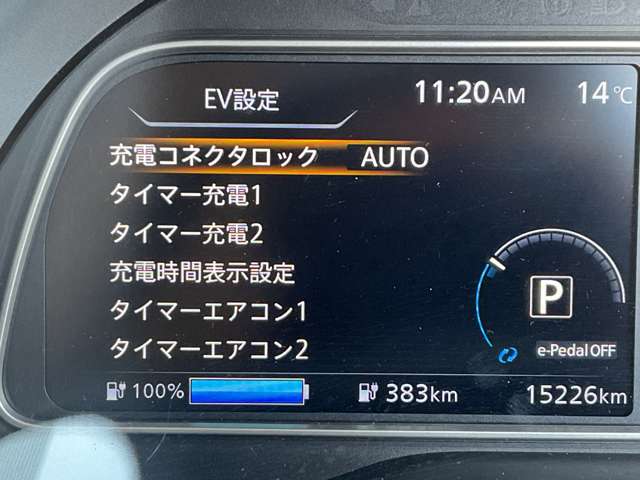 EV設定 11:20AM 14℃
充電コネクタロック AUTO
タイマー充電1
タイマー充電2
充電時間表示設定
タイマーエアコン1
タイマーエアコン2
P
e-Pedal OFF
100% 383km 15226km